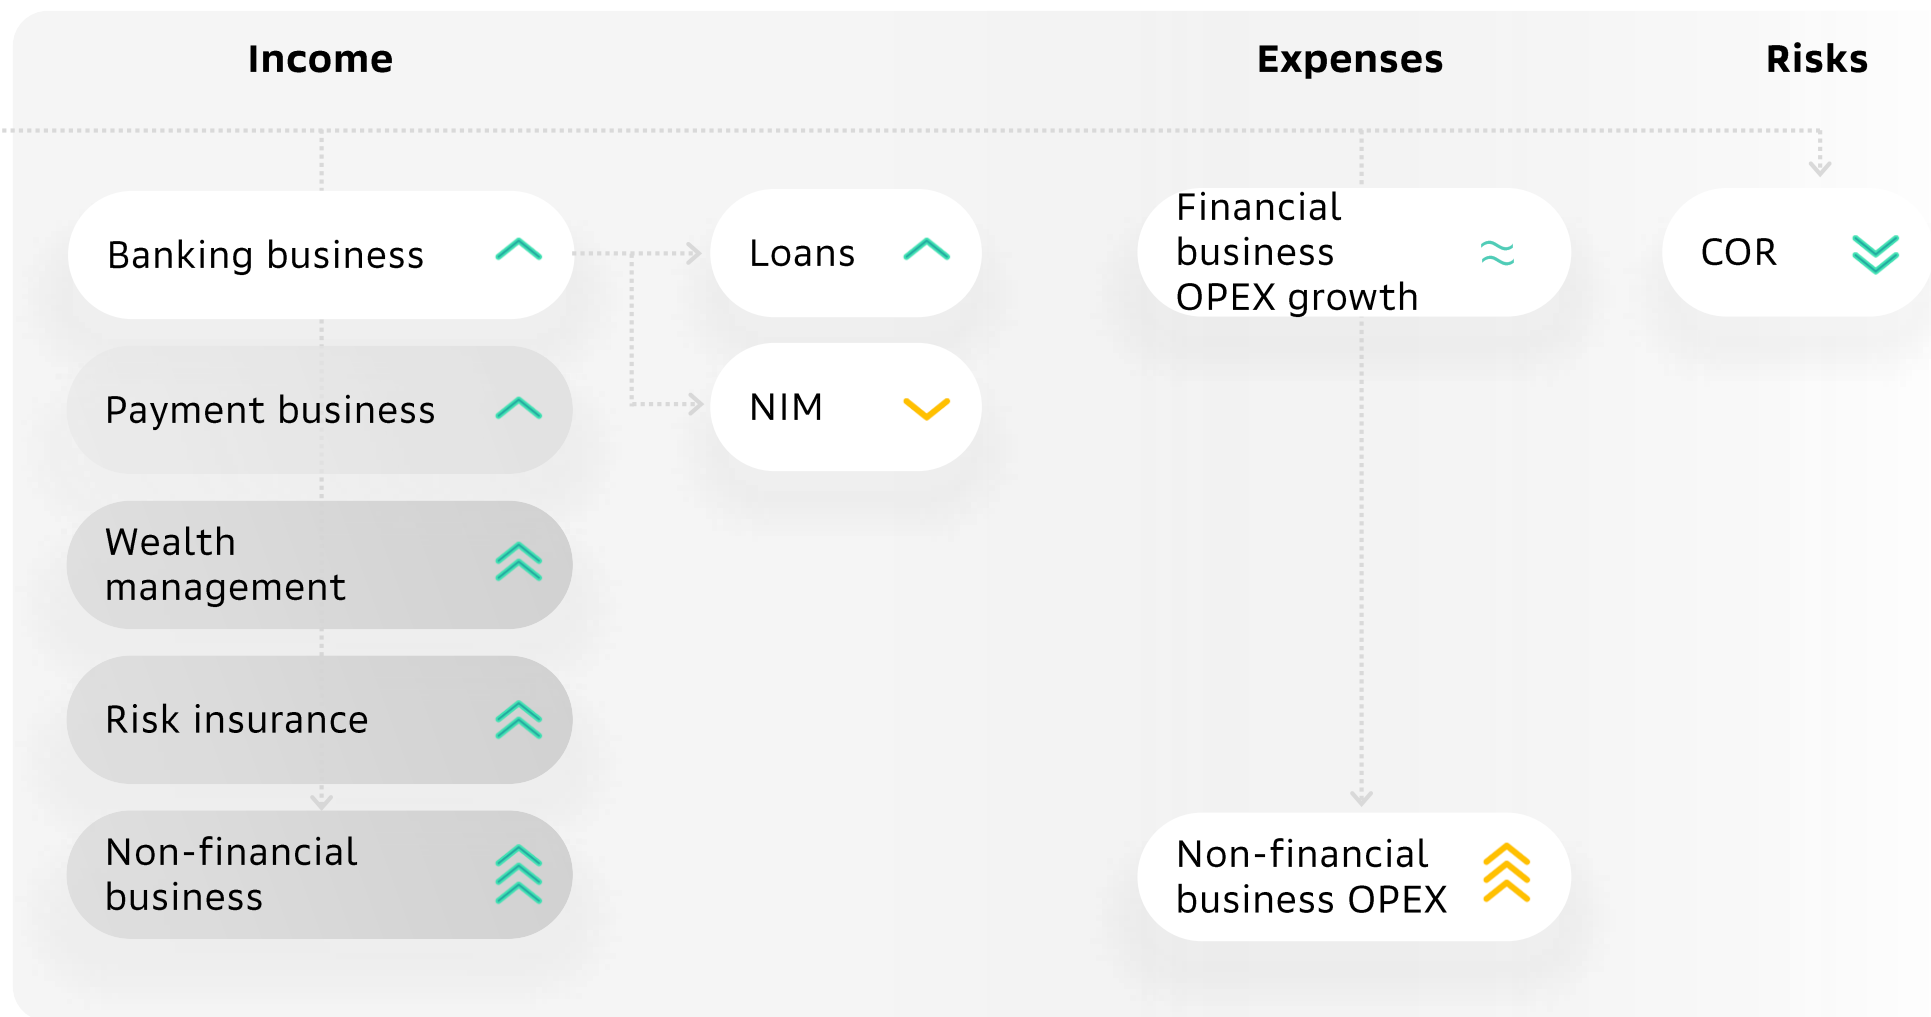 Income
Expenses
Risks
Banking business
Loans
Financial
business
OPEX growth
≈
COR
Payment business
NIM
Wealth
management
Risk insurance
Non-financial
business
Non-financial
business OPEX